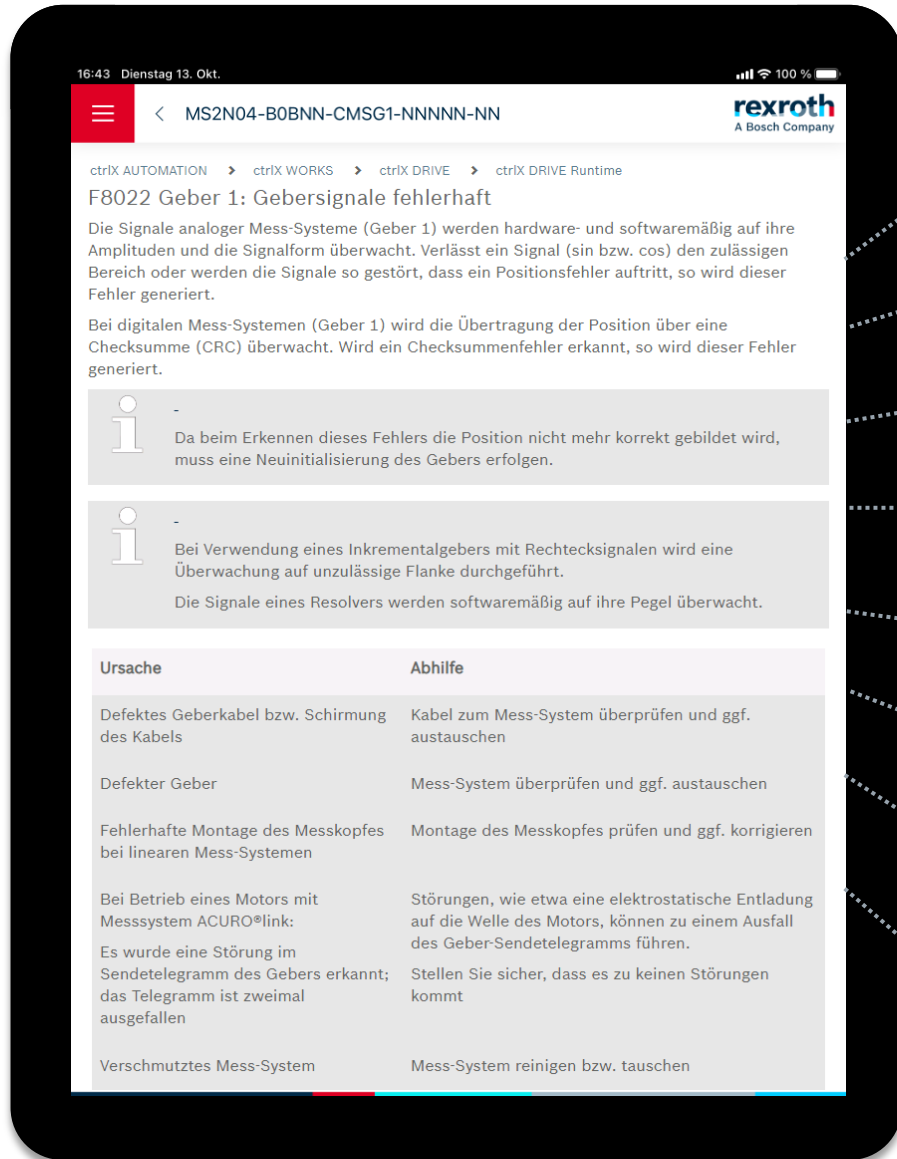 16:43 Dienstag 13. Okt.
100 %
< MS2N04-B0BNN-CMSG1-NNNNN-NN
rexroth
A Bosch Company
ctrlX AUTOMATION > ctrlX WORKS > ctrlX DRIVE > ctrlX DRIVE Runtime
F8022 Geber 1: Gebersignale fehlerhaft
Die Signale analoger Mess-Systeme (Geber 1) werden hardware- und softwaremäßig auf ihre
Amplituden und die Signalform überwacht. Verlässt ein Signal (sin bzw. cos) den zulässigen
Bereich oder werden die Signale so gestört, dass ein Positionsfehler auftritt, so wird dieser
Fehler generiert.
Bei digitalen Mess-Systemen (Geber 1) wird die Übertragung der Position über eine
Checksumme (CRC) überwacht. Wird ein Checksummenfehler erkannt, so wird dieser Fehler
generiert.
-
Da beim Erkennen dieses Fehlers die Position nicht mehr korrekt gebildet wird,
muss eine Neuinitialisierung des Gebers erfolgen.
-
Bei Verwendung eines Inkrementalgebers mit Rechtecksignalen wird eine
Überwachung auf unzulässige Flanke durchgeführt.
Die Signale eines Resolvers werden softwaremäßig auf ihre Pegel überwacht.
Ursache
Abhilfe
Defektes Geberkabel bzw. Schirmung
des Kabels
Kabel zum Mess-System überprüfen und ggf.
austauschen
Defekter Geber
Mess-System überprüfen und ggf. austauschen
Fehlerhafte Montage des Messkopfes
bei linearen Mess-Systemen
Montage des Messkopfes prüfen und ggf. korrigieren
Bei Betrieb eines Motors mit
Messsystem ACURO®link:
Es wurde eine Störung im
Sendetelegramm des Gebers erkannt;
das Telegramm ist zweimal
ausgefallen
Störungen, wie etwa eine elektrostatische Entladung
auf die Welle des Motors, können zu einem Ausfall
des Geber-Sendetelegramms führen.
Stellen Sie sicher, dass es zu keinen Störungen
kommt
Verschmutztes Mess-System
Mess-System reinigen bzw. tauschen